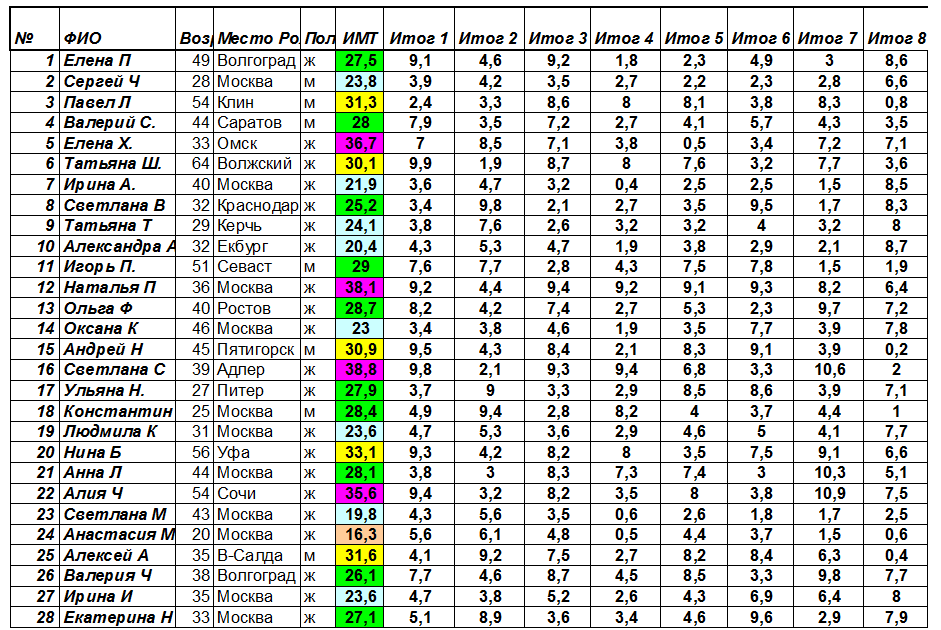 № ФИО Воз Место Ро Пол ИМТ Итог 1 Итог 2 Итог 3 Итог 4 Итог 5 Итог 6 Итог 7 Итог 8
1 Елена П 49 Волгоград ж 27,5 9,1 4,6 9,2 1,8 2,3 4,9 3 8,6
2 Сергей Ч 28 Москва м 23,8 3,9 4,2 3,5 2,7 2,2 2,3 2,8 6,6
3 Павел Л 54 Клин м 31,3 2,4 3,3 8,6 8 8,1 3,8 8,3 0,8
4 Валерий С. 44 Саратов м 28 7,9 3,5 7,2 2,7 4,1 5,7 4,3 3,5
5 Елена Х. 33 Омск ж 36,7 7 8,5 7,1 3,8 0,5 3,4 7,2 7,1
6 Татьяна Ш. 64 Волжский ж 30,1 9,9 1,9 8,7 8 7,6 3,2 7,7 3,6
7 Ирина А. 40 Москва ж 21,9 3,6 4,7 3,2 0,4 2,5 2,5 1,5 8,5
8 Светлана В 32 Краснодар ж 25,2 3,4 9,8 2,1 2,7 3,5 9,5 1,7 8,3
9 Татьяна Т 29 Керчь ж 24,1 3,8 7,6 2,6 3,2 3,2 4 3,2 8
10 Александра А 32 Екбург ж 20,4 4,3 5,3 4,7 1,9 3,8 2,9 2,1 8,7
11 Игорь П. 51 Севаст м 29 7,6 7,7 2,8 4,3 7,5 7,8 1,5 1,9
12 Наталья П 36 Москва ж 38,1 9,2 4,4 9,4 9,2 9,1 9,3 8,2 6,4
13 Ольга Ф 40 Ростов ж 28,7 8,2 4,2 7,4 2,7 5,3 2,3 9,7 7,2
14 Оксана К 46 Москва ж 23 3,4 3,8 4,6 1,9 3,5 7,7 3,9 7,8
15 Андрей Н 45 Пятигорск м 30,9 9,5 4,3 8,4 2,1 8,3 9,1 3,9 0,2
16 Светлана С 39 Адлер ж 38,8 9,8 2,1 9,3 9,4 6,8 3,3 10,6 2
17 Ульяна Н. 27 Питер ж 27,9 3,7 9 3,3 2,9 8,5 8,6 3,9 7,1
18 Константин 25 Москва м 28,4 4,9 9,4 2,8 8,2 4 3,7 4,4 1
19 Людмила К 31 Москва ж 23,6 4,7 5,3 3,6 2,9 4,6 5 4,1 7,7
20 Нина Б 56 Уфа ж 33,1 9,3 4,2 8,2 8 3,5 7,5 9,1 6,6
21 Анна Л 44 Москва ж 28,1 3,8 3 8,3 7,3 7,4 3 10,3 5,1
22 Алия Ч 54 Сочи ж 35,6 9,4 3,2 8,2 3,5 8 3,8 10,9 7,5
23 Светлана М 43 Москва ж 19,8 4,3 5,6 3,5 0,6 2,6 1,8 1,7 2,5
24 Анастасия М 20 Москва ж 16,3 5,6 6,1 4,8 0,5 4,4 3,7 1,5 0,6
25 Алексей А 35 В-Салда м 31,6 4,1 9,2 7,5 2,7 8,2 8,4 6,3 0,4
26 Валерия Ч 38 Волгоград ж 26,1 7,7 4,6 8,7 4,5 8,5 3,3 9,8 7,7
27 Ирина И 35 Москва ж 23,6 4,7 3,8 5,2 2,6 4,3 6,9 6,4 8
28 Екатерина Н 33 Москва ж 27,1 5,1 8,9 3,6 3,4 4,6 9,6 2,9 7,9